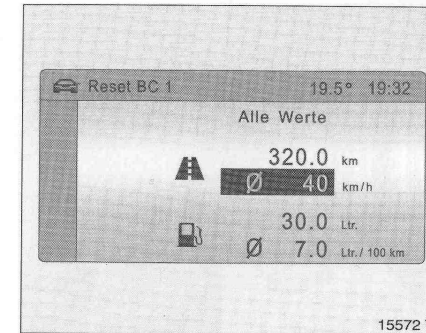 Reset BC 1 19.5° 19:32
Alle Werte
320.0 km
Ø 40 km/h
30.0 Ltr.
Ø 7.0 Ltr./ 100 km
15572